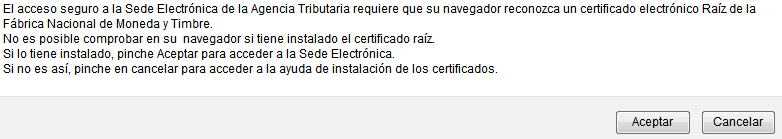 El acceso seguro a la Sede Electrónica de la Agencia Tributaria requiere que su navegador reconozca un certificado electrónico Raíz de la
Fábrica Nacional de Moneda y Timbre.
No es posible comprobar en su navegador si tiene instalado el certificado raíz.
Si lo tiene instalado, pinche Aceptar para acceder a la Sede Electrónica.
Si no es así, pinche en cancelar para acceder a la ayuda de instalación de los certificados.
Aceptar Cancelar